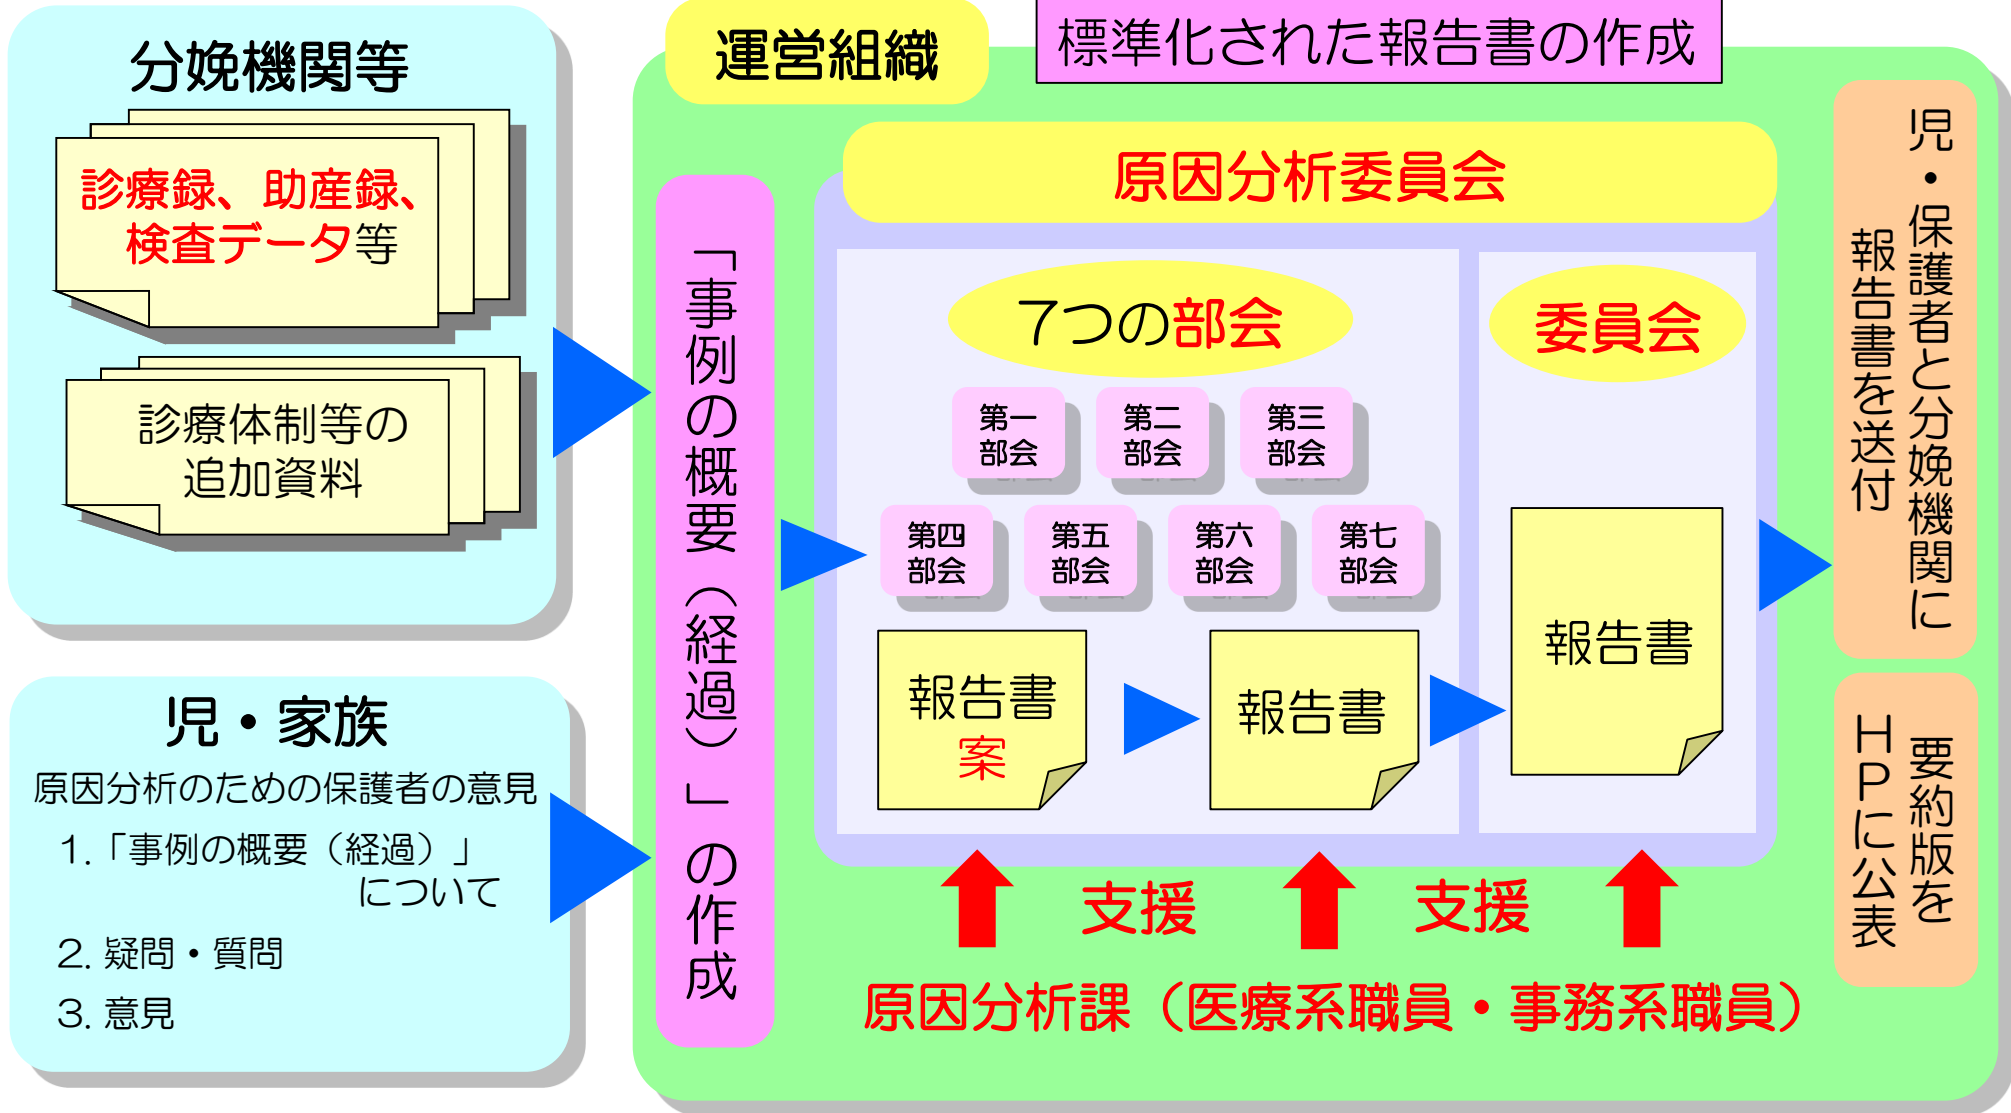 分娩機関等
診療録、助産録、
検査データ等
診療体制等の
追加資料
児・家族
原因分析のための保護者の意見
1.「事例の概要（経過）」
について
2. 疑問・質問
3. 意見
運営組織
標準化された報告書の作成
「事例の概要（経過）」の作成
原因分析委員会
7つの部会
第一
部会
第二
部会
第三
部会
第四
部会
第五
部会
第六
部会
第七
部会
報告書
案
報告書
委員会
報告書
支援
支援
原因分析課（医療系職員・事務系職員）
児・保護者と分娩機関に
報告書を送付
要約版を
ＨＰに公表